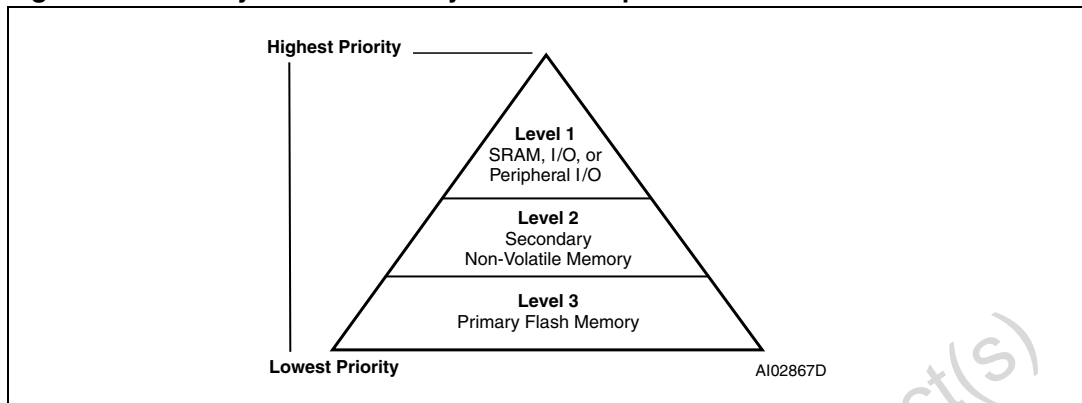 Highest Priority
Level 1
SRAM, I/O, or
Peripheral I/O
Level 2
Secondary
Non-Volatile Memory
Level 3
Primary Flash Memory
Lowest Priority
AI02867D
ct(s)